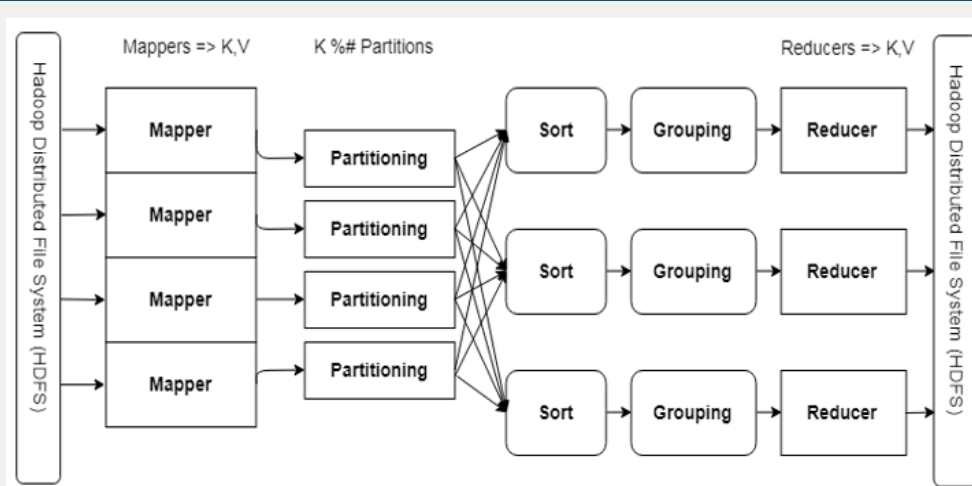 Mappers => K,V
K %# Partitions
Reducers => K,V
Hadoop Distributed File System (HDFS)
Mapper
Mapper
Mapper
Mapper
Partitioning
Partitioning
Partitioning
Partitioning
Sort
Grouping
Reducer
Sort
Grouping
Reducer
Sort
Grouping
Reducer
Hadoop Distributed File System (HDFS)